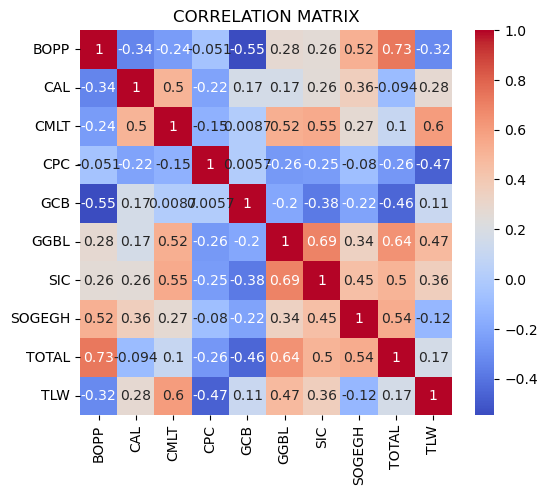 CORRELATION MATRIX
BOPP 1 -0.34 -0.24 -0.051 -0.55 0.28 0.26 0.52 0.73 -0.32
CAL -0.34 1 0.5 -0.22 0.17 0.17 0.26 0.36 -0.094 0.28
CMLT -0.24 0.5 1 -0.15 0.0087 0.52 0.55 0.27 0.1 0.6
CPC -0.051 -0.22 -0.15 1 0.0057 -0.26 -0.25 -0.08 -0.26 -0.47
GCB -0.55 0.17 0.0087 0.0057 1 -0.2 -0.38 -0.22 -0.46 0.11
GGBL 0.28 0.17 0.52 -0.26 -0.2 1 0.69 0.34 0.64 0.47
SIC 0.26 0.26 0.55 -0.25 -0.38 0.69 1 0.45 0.5 0.36
SOGEGH 0.52 0.36 0.27 -0.08 -0.22 0.34 0.45 1 0.54 -0.12
TOTAL 0.73 -0.094 0.1 -0.26 -0.46 0.64 0.5 0.54 1 0.17
TLW -0.32 0.28 0.6 -0.47 0.11 0.47 0.36 -0.12 0.17 1
BOPP CAL CMLT CPC GCB GGBL SIC SOGEGH TOTAL TLW
1.0
0.8
0.6
0.4
0.2
0.0
−0.2
−0.4